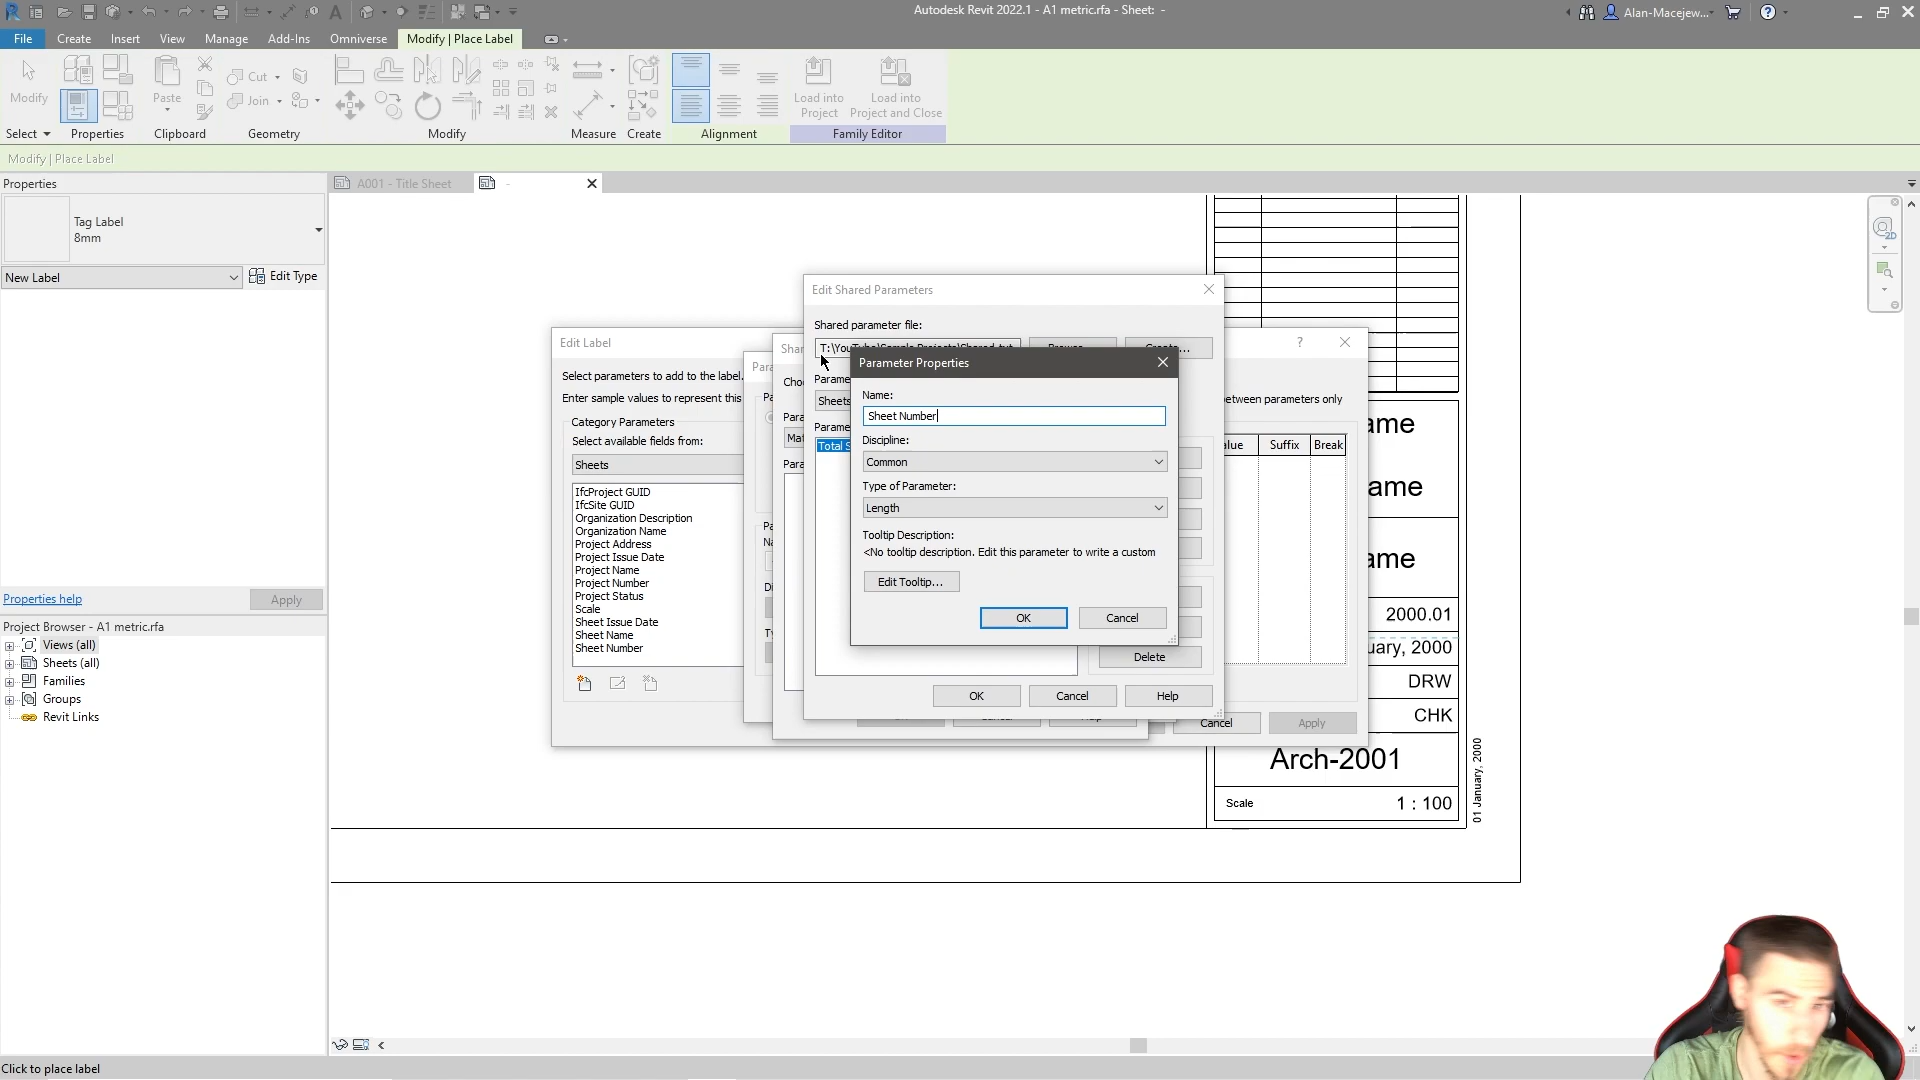 Autodesk Revit 2022.1 - A1 metric.rfa - Sheet: -
Alan-Macejew...
File
Create
Insert
View
Manage
Add-Ins
Omniverse
Modify | Place Label
Modify
Paste
Cut
Join
Load into Project
Load into Project and Close
Select
Properties
Clipboard
Geometry
Modify
Measure
Create
Alignment
Family Editor
Modify | Place Label
Properties
A001 - Title Sheet
-
Tag Label
8mm
New Label
Edit Type
Properties help
Apply
Project Browser - A1 metric.rfa
Views (all)
Sheets (all)
Families
Groups
Revit Links
Edit Label
Select parameters to add to the label.
Enter sample values to represent this
between parameters only
Category Parameters
Select available fields from:
Sheets
IfcProject GUID
IfcSite GUID
Organization Description
Organization Name
Project Address
Project Issue Date
Project Name
Project Number
Project Status
Scale
Sheet Issue Date
Sheet Name
Sheet Number
Suffix
Break
Cancel
Apply
Edit Shared Parameters
Shared parameter file:
Sheets
Total S
Delete
OK
Cancel
Help
Parameter Properties
Name:
Sheet Number
Discipline:
Common
Type of Parameter:
Length
Tooltip Description:
<No tooltip description. Edit this parameter to write a custom
Edit Tooltip...
OK
Cancel
ame
ame
ame
2000.01
uary, 2000
DRW
CHK
Arch-2001
Scale
1 : 100
01 January, 2000
Click to place label